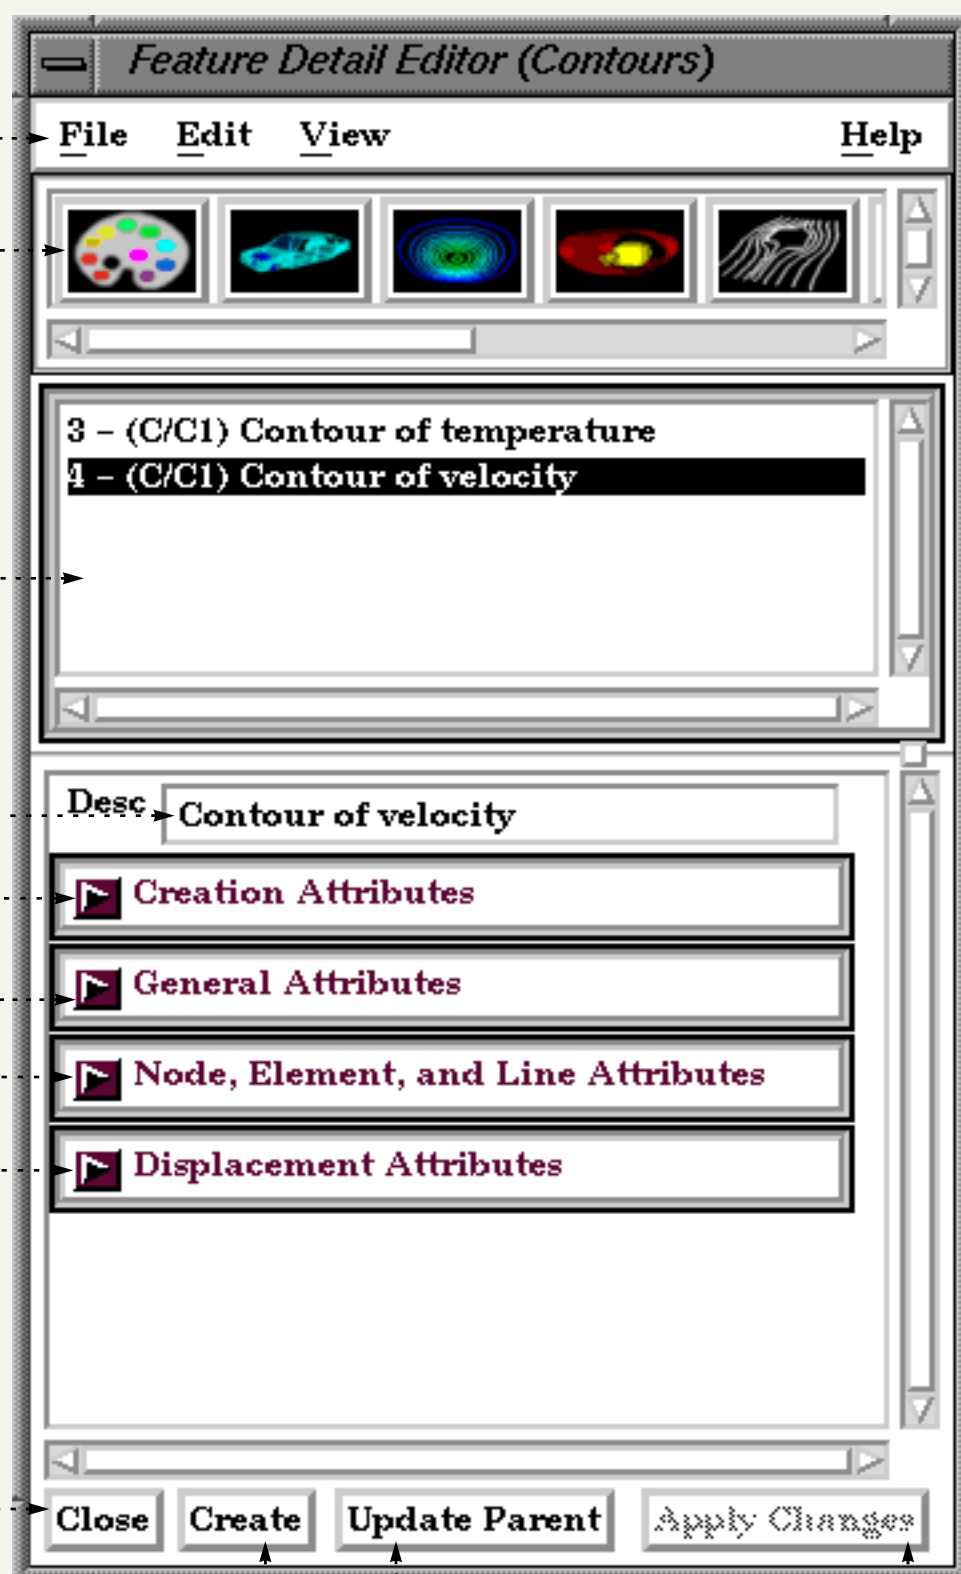 Feature Detail Editor (Contours)
File Edit View Help
3 – (C/C1) Contour of temperature
4 – (C/C1) Contour of velocity
Desc Contour of velocity
Creation Attributes
General Attributes
Node, Element, and Line Attributes
Displacement Attributes
Close Create Update Parent Apply Changes